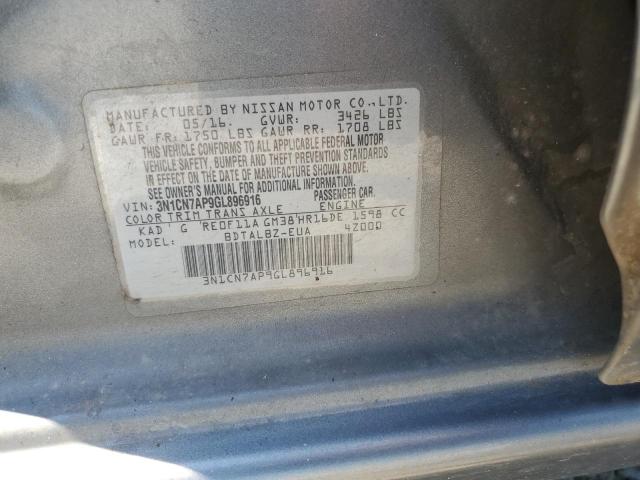 MANUFACTURED BY NISSAN MOTOR CO.,LTD.
DATE: 05/16. GVWR: 3426 LBS
GAWR FR: 1750 LBS GAWR RR: 1708 LBS
THIS VEHICLE CONFORMS TO ALL APPLICABLE FEDERAL MOTOR
VEHICLE SAFETY, BUMPER AND THEFT PREVENTION STANDARDS
IN EFFECT ON THE DATE OF MANUFACTURE SHOWN ABOVE.
SEE OWNER'S MANUAL FOR ADDITIONAL INFORMATION.
VIN: 3N1CN7AP9GL896916 PASSENGER CAR
COLOR TRIM TRANS AXLE ENGINE
KAD G RE0F11A GM38 HR16DE 1598 CC
MODEL: BDTALBZ-EUA 4Z000
3N1CN7AP9GL896916